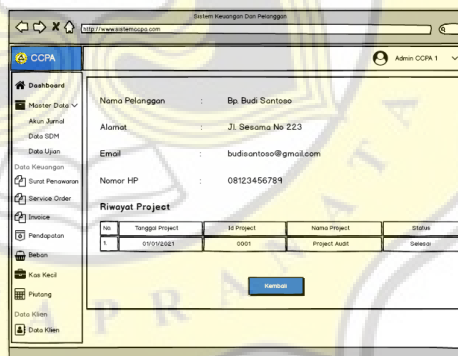 Sistem Keuangan Dan Pelanggan
http://www.sistemccpa.com
CCPA
Admin CCPA 1
Dashboard
Master Data
Akun Jurnal
Data SDM
Data Ujian
Data Keuangan
Surat Penawaran
Service Order
Invoice
Pendapatan
Beban
Kas Kecil
Piutang
Data Klien
Data Klien
Nama Pelanggan : Bp. Budi Santoso
Alamat : Jl. Sesama No 223
Email : budisantoso@gmail.com
Nomor HP : 08123456789
Riwayat Project
No Tanggal Project Id Project Nama Project Status
1. 01/01/2021 0001 Project Audit Selesai
Kembali
APRANATA